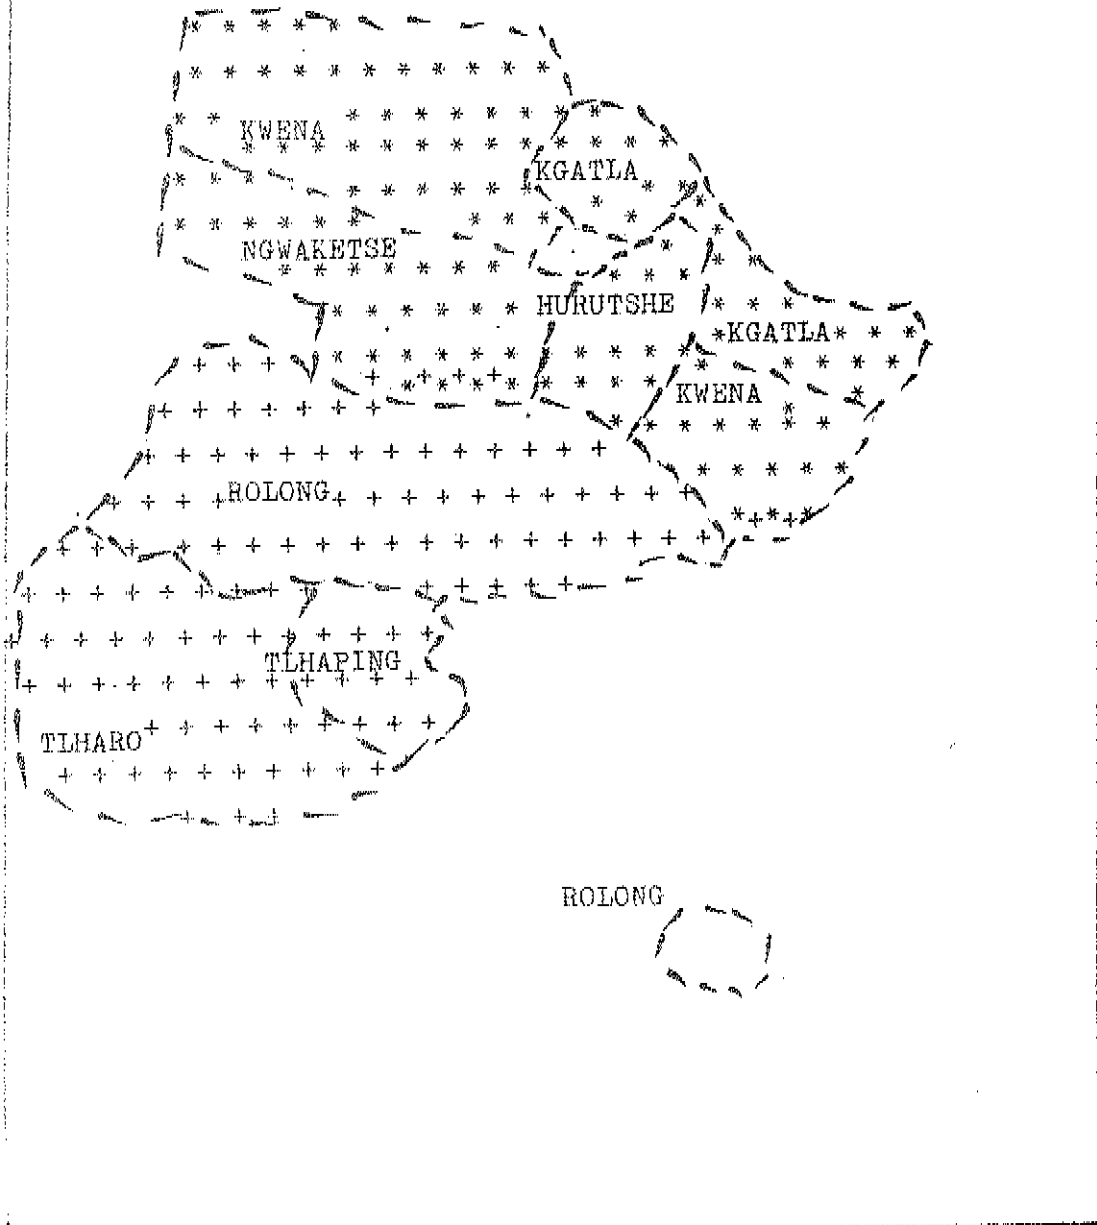 KWENA
KGATLA
NGWAKETSE
HURUTSHE
KGATLA
KWENA
ROLONG
TLHAPING
TLHARO
ROLONG